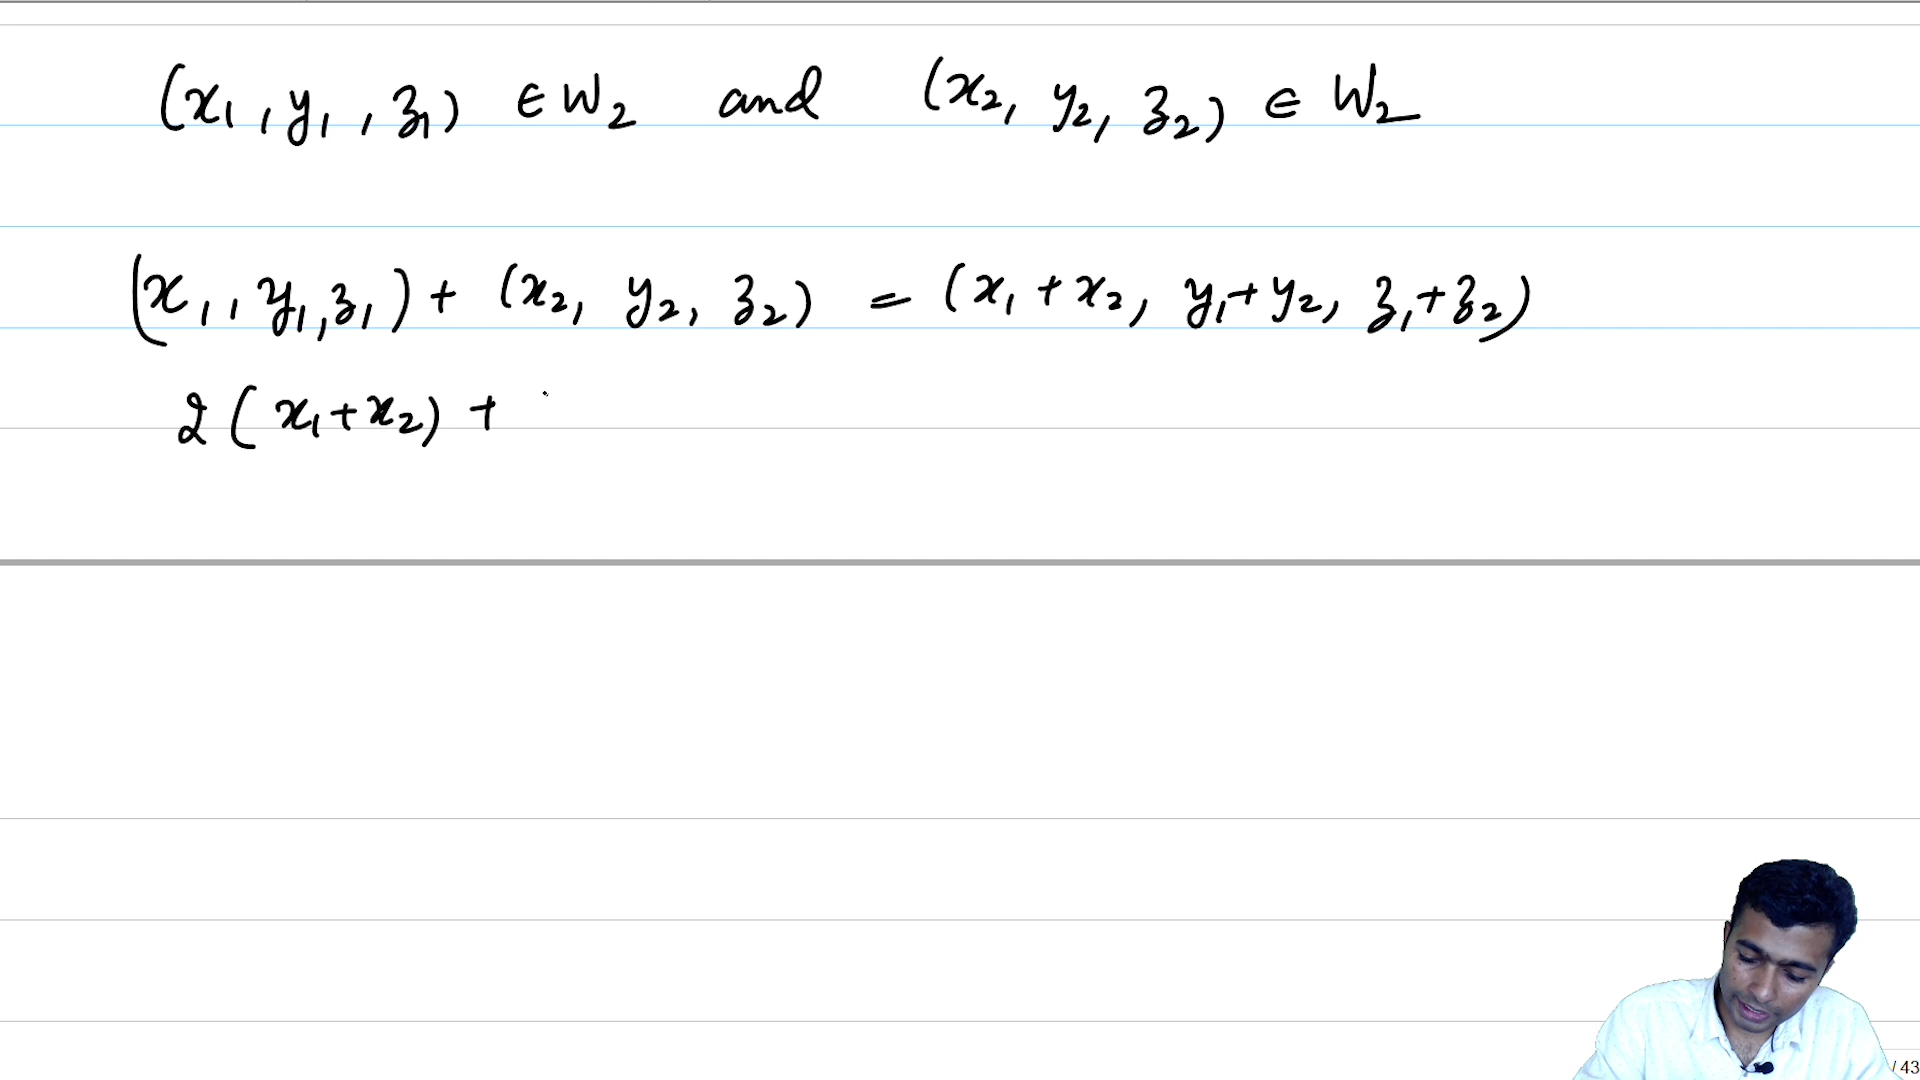 (x₁, y₁, z₁) ∈ W₂ and (x₂, y₂, z₂) ∈ W₂
(x₁, y₁, z₁) + (x₂, y₂, z₂) = (x₁ + x₂, y₁ + y₂, z₁ + z₂)
2 (x₁ + x₂) +
/ 43